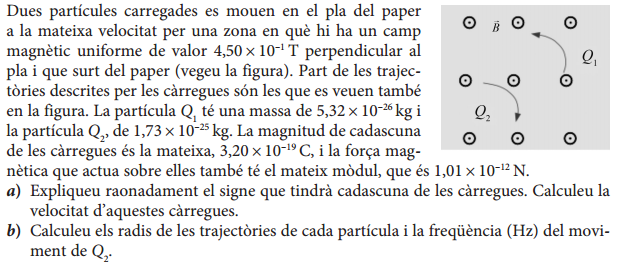 Dues partícules carregades es mouen en el pla del paper
a la mateixa velocitat per una zona en què hi ha un camp
magnètic uniforme de valor 4,50 × 10⁻¹ T perpendicular al
pla i que surt del paper (vegeu la figura). Part de les trajec-
tòries descrites per les càrregues són les que es veuen també
en la figura. La partícula Q₁ té una massa de 5,32 × 10⁻²⁶ kg i
la partícula Q₂, de 1,73 × 10⁻²⁵ kg. La magnitud de cadascuna
de les càrregues és la mateixa, 3,20 × 10⁻¹⁹ C, i la força mag-
nètica que actua sobre elles també té el mateix mòdul, que és 1,01 × 10⁻¹² N.
a) Expliqueu raonadament el signe que tindrà cadascuna de les càrregues. Calculeu la
velocitat d'aquestes càrregues.
b) Calculeu els radis de les trajectòries de cada partícula i la freqüència (Hz) del movi-
ment de Q₂.
B⃗
Q₁
Q₂